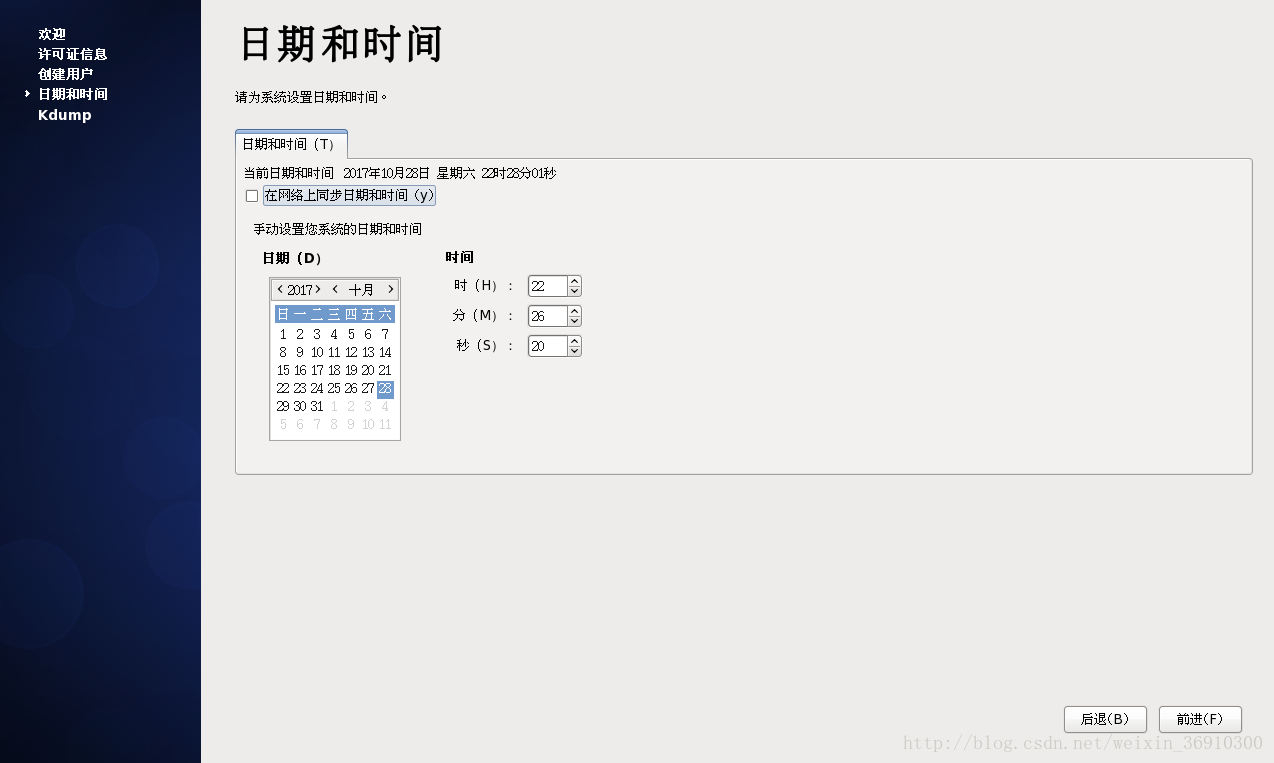 欢迎
许可证信息
创建用户
日期和时间
Kdump
日期和时间
请为系统设置日期和时间。
日期和时间（T）
当前日期和时间 2017年10月28日 星期六 22时28分01秒
在网络上同步日期和时间（y）
手动设置您系统的日期和时间
日期（D） 时间
< 2017 > < 十月 >
日 一 二 三 四 五 六
1 2 3 4 5 6 7
8 9 10 11 12 13 14
15 16 17 18 19 20 21
22 23 24 25 26 27 28
29 30 31 1 2 3 4
5 6 7 8 9 10 11
时（H）： 22
分（M）： 26
秒（S）： 20
后退(B) 前进(F)
http://blog.csdn.net/weixin_36910300